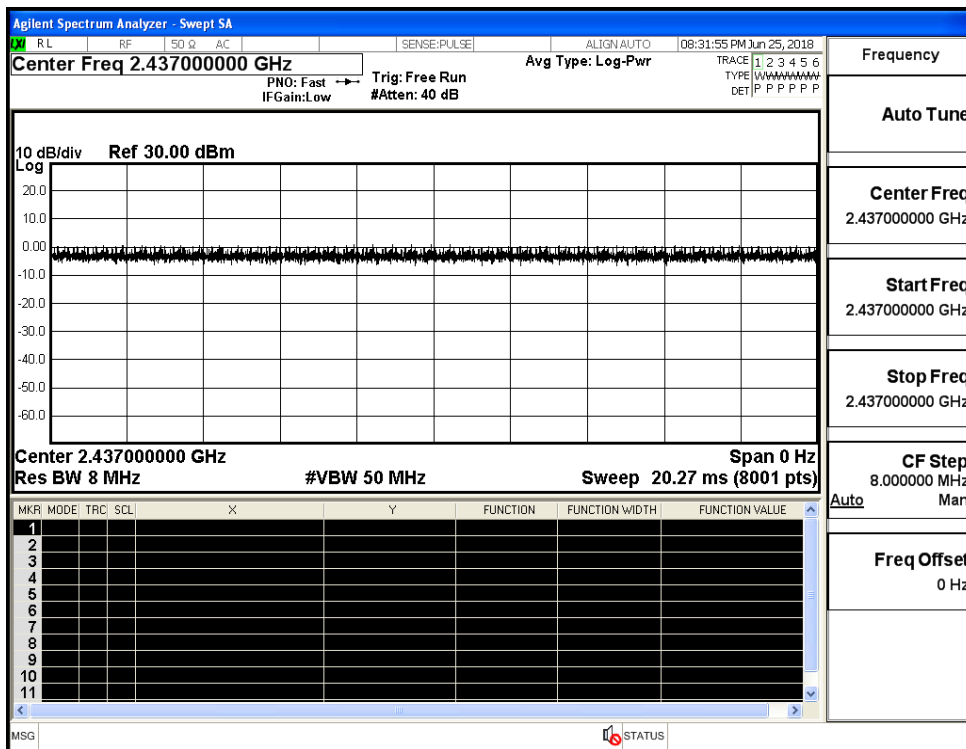 Agilent Spectrum Analyzer - Swept SA
LXI RL RF 50 Ω AC SENSE:PULSE ALIGN AUTO 08:31:55 PM Jun 25, 2018
Center Freq 2.437000000 GHz
PNO: Fast
IFGain:Low
Trig: Free Run
#Atten: 40 dB
Avg Type: Log-Pwr
TRACE 1 2 3 4 5 6
TYPE WWWWWW
DET P P P P P P
10 dB/div Ref 30.00 dBm
Log
20.0
10.0
0.00
-10.0
-20.0
-30.0
-40.0
-50.0
-60.0
Center 2.437000000 GHz Span 0 Hz
Res BW 8 MHz #VBW 50 MHz Sweep 20.27 ms (8001 pts)
MKR MODE TRC SCL X Y FUNCTION FUNCTION WIDTH FUNCTION VALUE
1
2
3
4
5
6
7
8
9
10
11
MSG STATUS
Frequency
Auto Tune
Center Freq
2.437000000 GHz
Start Freq
2.437000000 GHz
Stop Freq
2.437000000 GHz
CF Step
8.000000 MHz
Auto Man
Freq Offset
0 Hz